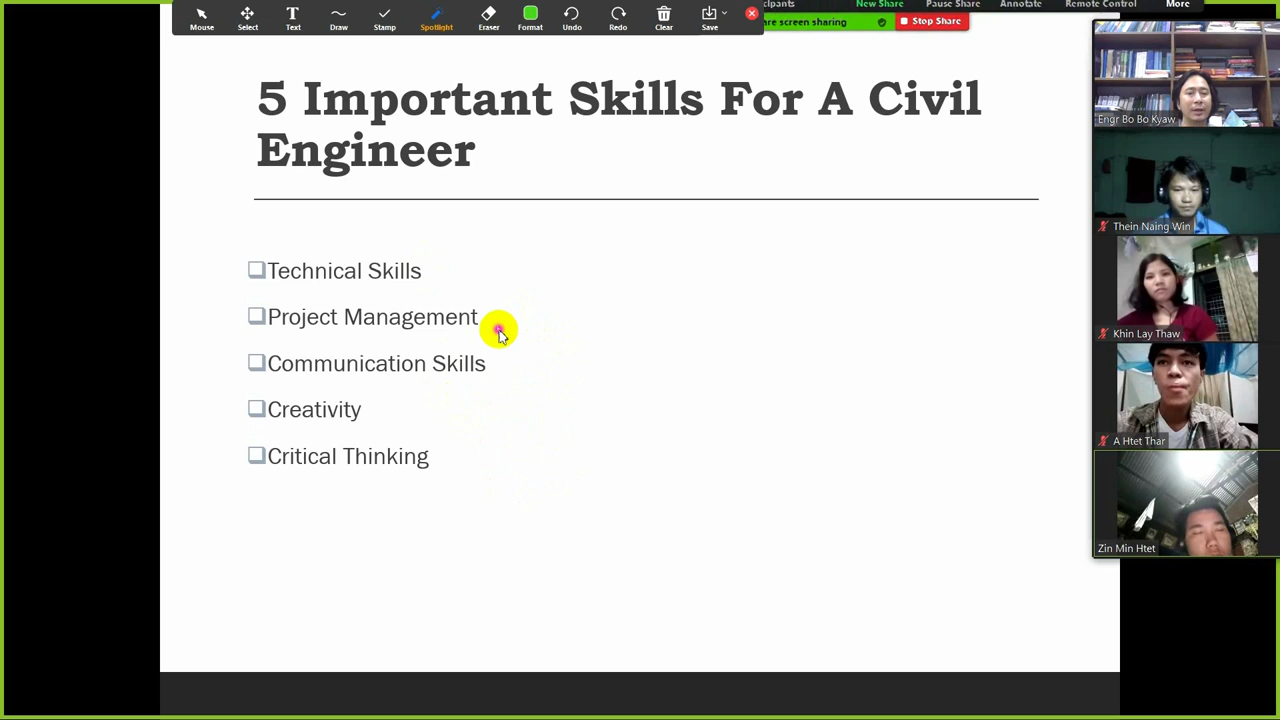 Mouse
Select
Text
Draw
Stamp
Spotlight
Eraser
Format
Undo
Redo
Clear
Save
New Share
Pause Share
Annotate
Remote Control
More
screen sharing
Stop Share
5 Important Skills For A Civil
Engineer
Technical Skills
Project Management
Communication Skills
Creativity
Critical Thinking
Engr Bo Bo Kyaw
Thein Naing Win
Khin Lay Thaw
A Htet Thar
Zin Min Htet